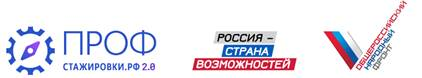 ПРОФ
СТАЖИРОВКИ.РФ 2.0
РОССИЯ –
СТРАНА
ВОЗМОЖНОСТЕЙ
ОБЩЕРОССИЙСКИЙ
НАРОДНЫЙ
ФРОНТ